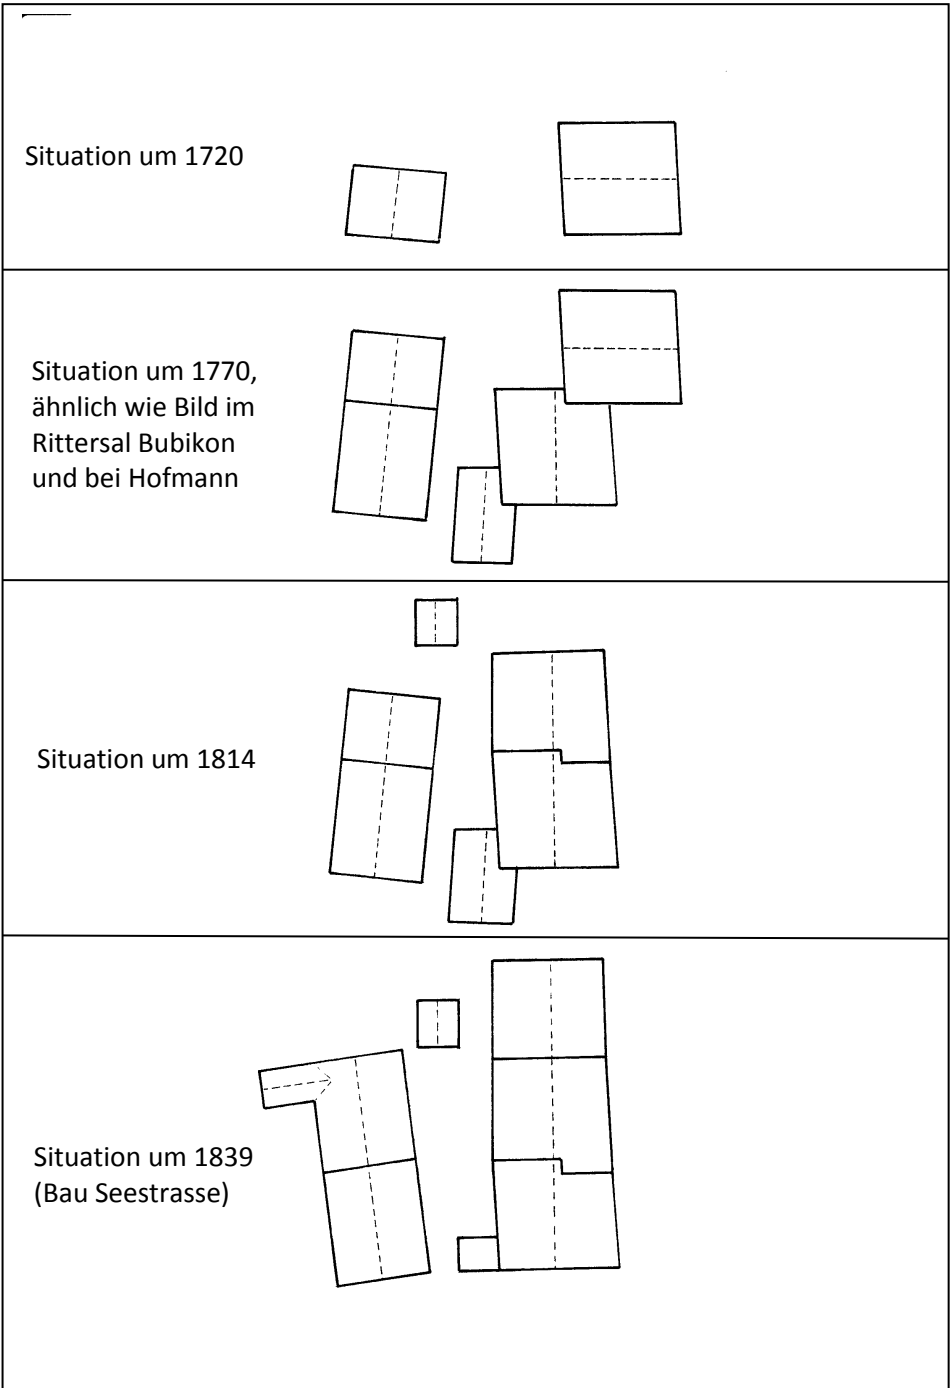 Situation um 1720
Situation um 1770,
ähnlich wie Bild im
Rittersal Bubikon
und bei Hofmann
Situation um 1814
Situation um 1839
(Bau Seestrasse)